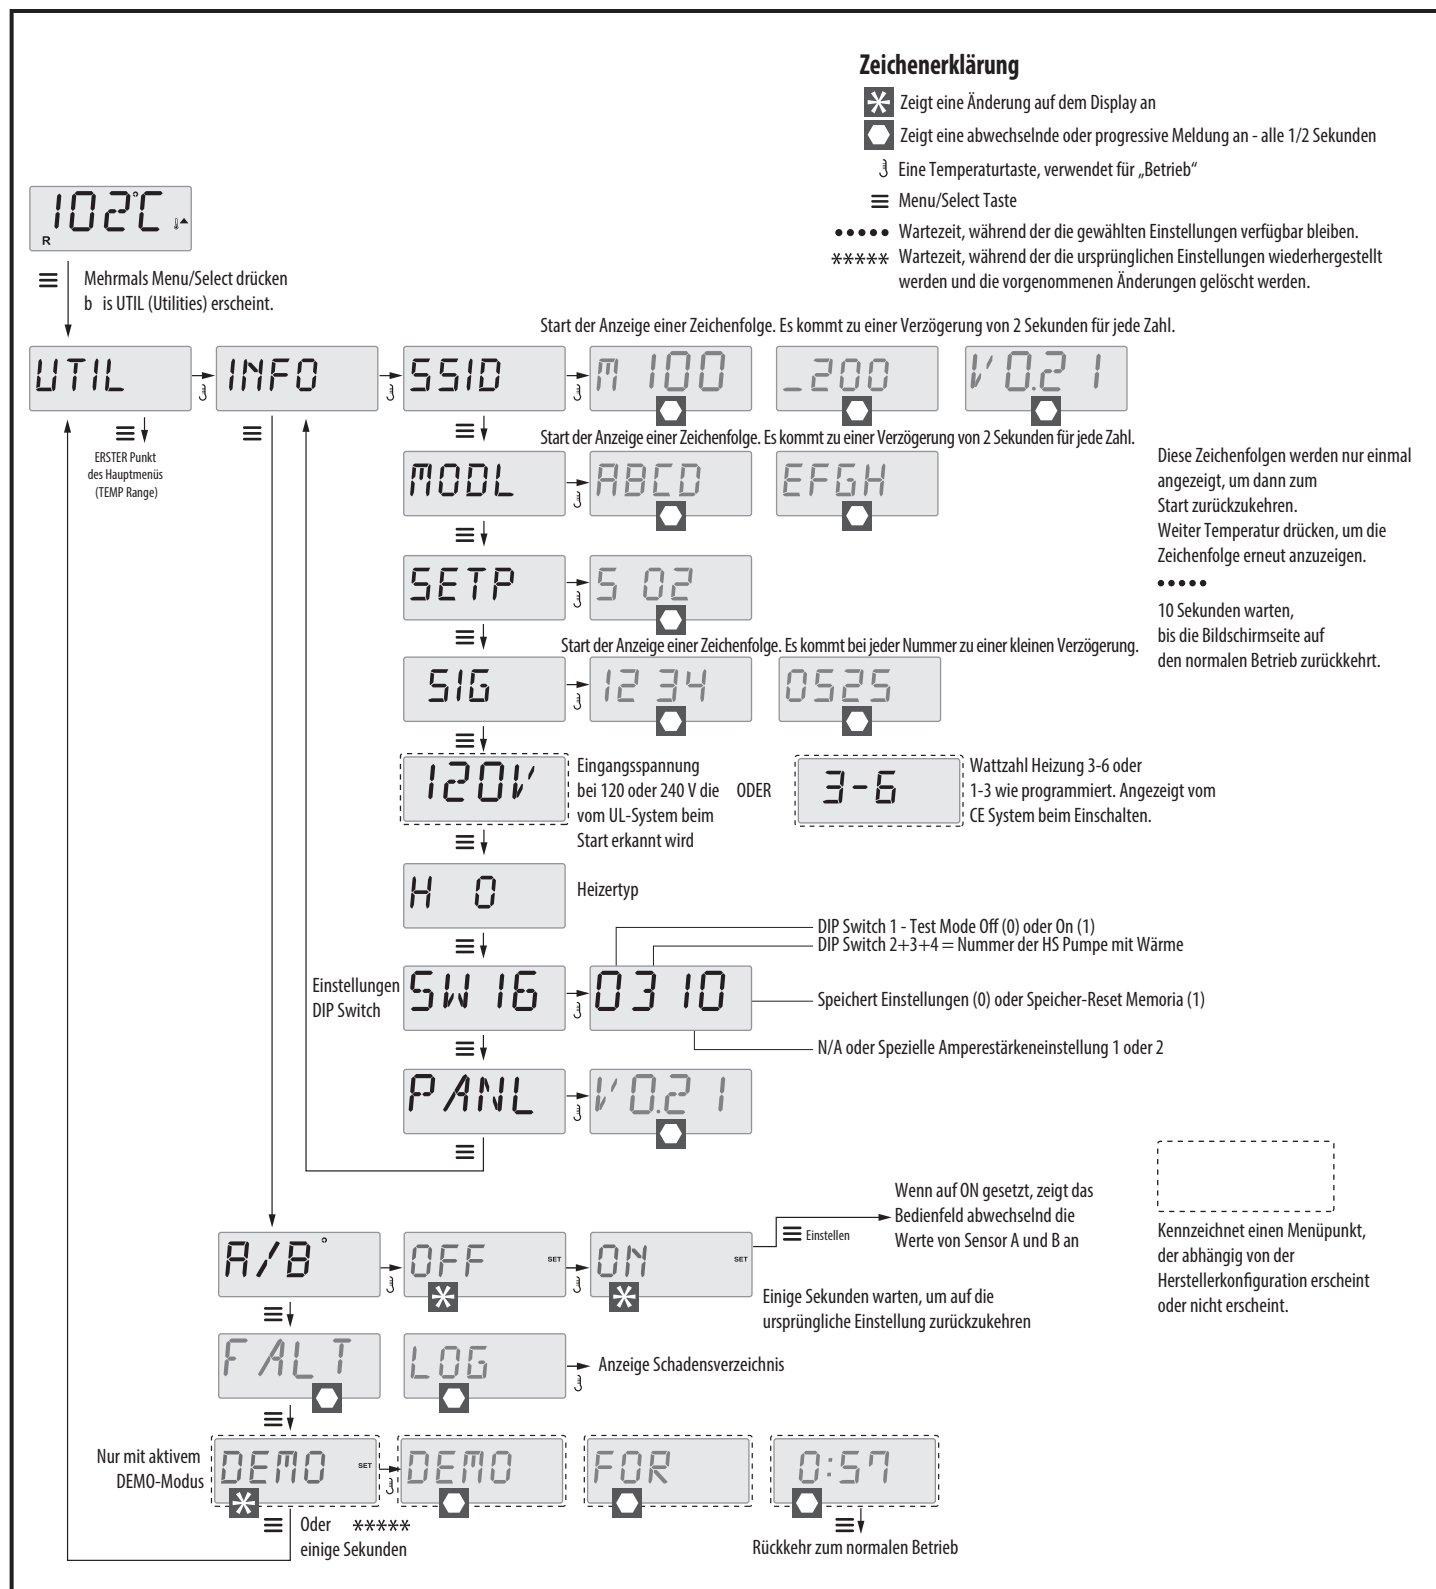 Zeichenerklärung
Zeigt eine Änderung auf dem Display an
Zeigt eine abwechselnde oder progressive Meldung an - alle 1/2 Sekunden
Eine Temperaturtaste, verwendet für „Betrieb“
Menu/Select Taste
••••• Wartezeit, während der die gewählten Einstellungen verfügbar bleiben.
***** Wartezeit, während der die ursprünglichen Einstellungen wiederhergestellt
werden und die vorgenommenen Änderungen gelöscht werden.
102°C
R
Mehrmals Menu/Select drücken
b is UTIL (Utilities) erscheint.
Start der Anzeige einer Zeichenfolge. Es kommt zu einer Verzögerung von 2 Sekunden für jede Zahl.
UTIL
INFO
SSID
M 100
_200
V 0.21
ERSTER Punkt
des Hauptmenüs
(TEMP Range)
Start der Anzeige einer Zeichenfolge. Es kommt zu einer Verzögerung von 2 Sekunden für jede Zahl.
MODL
ABCD
EFGH
Diese Zeichenfolgen werden nur einmal
angezeigt, um dann zum
Start zurückzukehren.
Weiter Temperatur drücken, um die
Zeichenfolge erneut anzuzeigen.
•••••
10 Sekunden warten,
bis die Bildschirmseite auf
den normalen Betrieb zurückkehrt.
SETP
S 02
Start der Anzeige einer Zeichenfolge. Es kommt bei jeder Nummer zu einer kleinen Verzögerung.
SIG
1234
0525
120V
Eingangsspannung
bei 120 oder 240 V die
vom UL-System beim
Start erkannt wird
ODER
3-6
Wattzahl Heizung 3-6 oder
1-3 wie programmiert. Angezeigt vom
CE System beim Einschalten.
H 0
Heizertyp
DIP Switch 1 - Test Mode Off (0) oder On (1)
DIP Switch 2+3+4 = Nummer der HS Pumpe mit Wärme
Einstellungen
DIP Switch
SW 16
0310
Speichert Einstellungen (0) oder Speicher-Reset Memoria (1)
N/A oder Spezielle Amperestärkeneinstellung 1 oder 2
PANL
V 0.21
Wenn auf ON gesetzt, zeigt das
Bedienfeld abwechselnd die
Werte von Sensor A und B an
Einstellen
Kennzeichnet einen Menüpunkt,
der abhängig von der
Herstellerkonfiguration erscheint
oder nicht erscheint.
A/B°
OFF
SET
ON
SET
Einige Sekunden warten, um auf die
ursprüngliche Einstellung zurückzukehren
FALT
LOG
Anzeige Schadensverzeichnis
Nur mit aktivem
DEMO-Modus
DEMO
SET
DEMO
FOR
0:57
Oder *****
einige Sekunden
Rückkehr zum normalen Betrieb